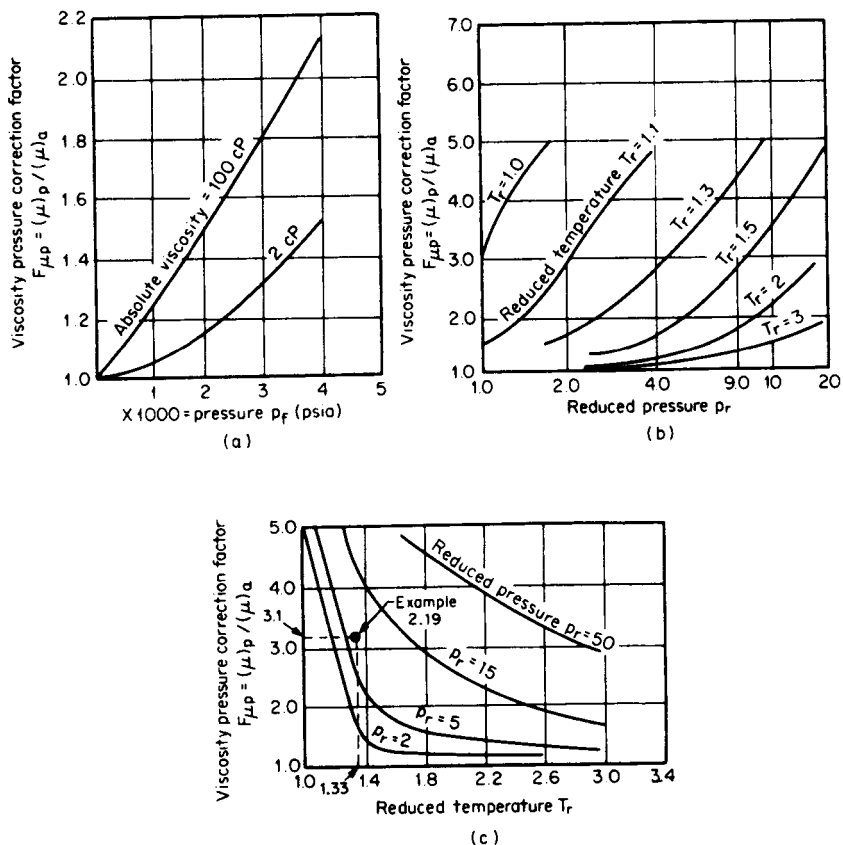 Viscosity pressure correction factor
Fμp = (μ)p / (μ)a
2.2
2.0
1.8
1.6
1.4
1.2
1.0
Absolute viscosity = 100 cP
2 cP
1
2
3
4
5
X 1000 = pressure pf (psia)
(a)
Viscosity pressure correction factor
Fμp = (μ)p / (μ)a
7.0
5.0
4.0
3.0
2.0
1.0
Tr = 1.0
Reduced temperature Tr = 1.1
Tr = 1.3
Tr = 1.5
Tr = 2
Tr = 3
1.0
2.0
4.0
9.0
10
20
Reduced pressure pr
(b)
Viscosity pressure correction factor
Fμp = (μ)p / (μ)a
5.0
4.0
3.1
3.0
2.0
1.0
Example
2.19
Reduced pressure pr = 50
pr = 15
pr = 5
pr = 2
1.0
1.33
1.4
1.8
2.2
2.6
3.0
3.4
Reduced temperature Tr
(c)